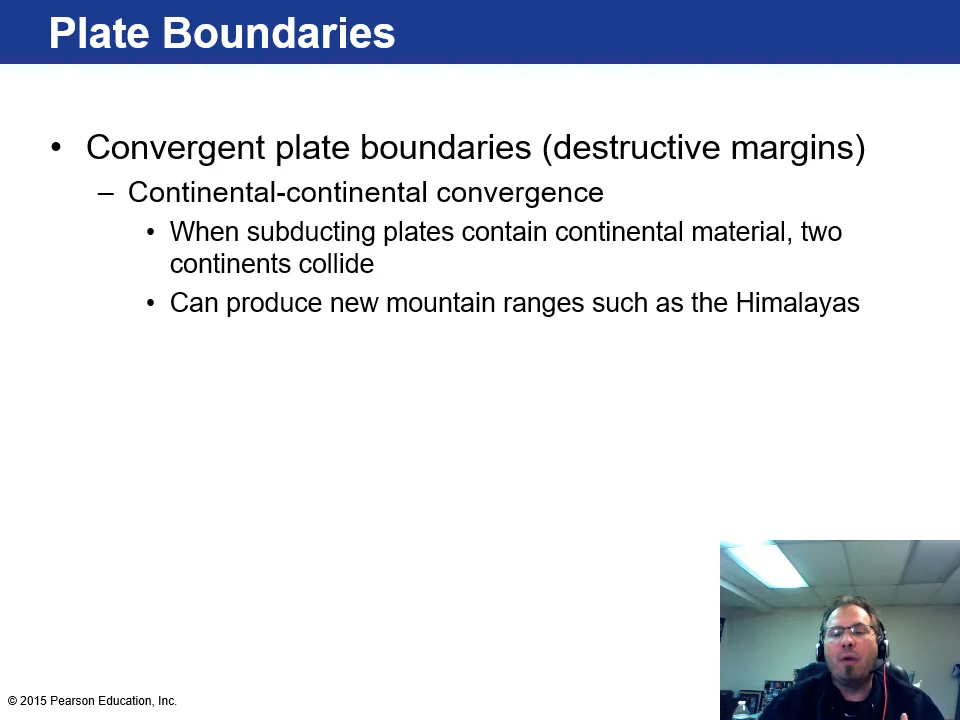 Plate Boundaries
• Convergent plate boundaries (destructive margins)
– Continental-continental convergence
• When subducting plates contain continental material, two
continents collide
• Can produce new mountain ranges such as the Himalayas
© 2015 Pearson Education, Inc.